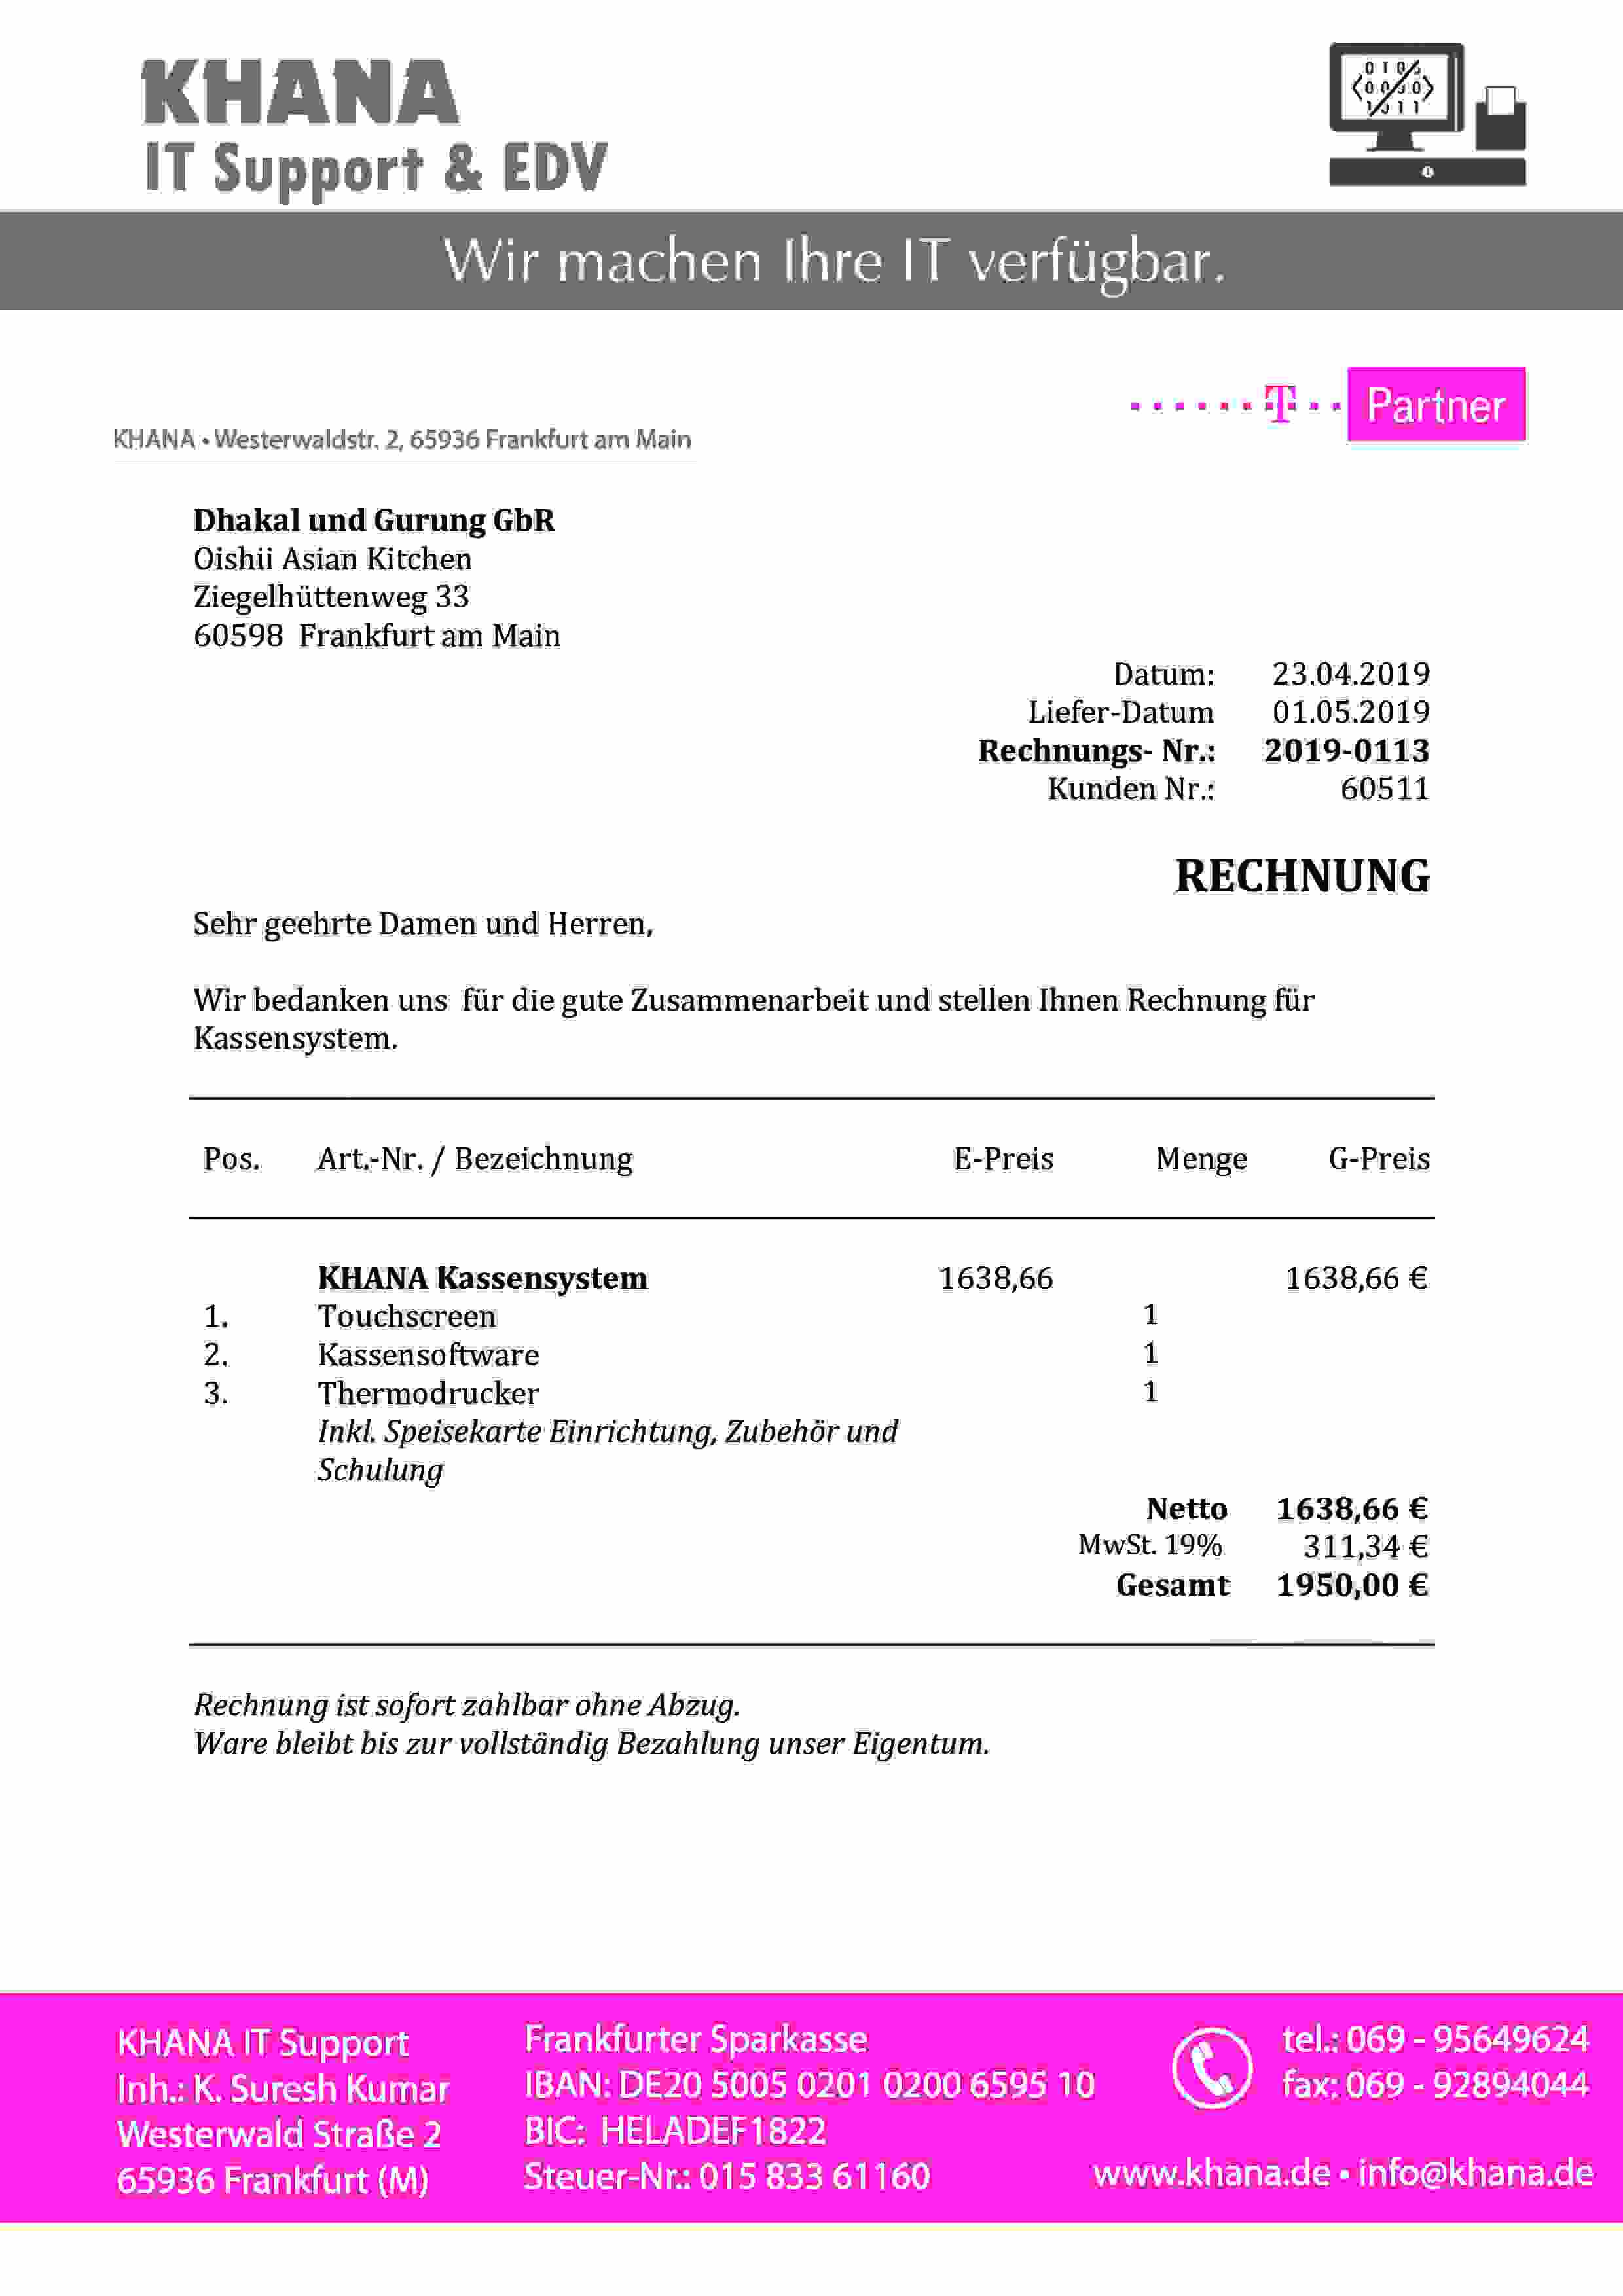 KHANA
IT Support & EDV
Wir machen Ihre IT verfügbar.
T Partner
KHANA • Westerwaldstr. 2, 65936 Frankfurt am Main
Dhakal und Gurung GbR
Oishii Asian Kitchen
Ziegelhüttenweg 33
60598 Frankfurt am Main
Datum: 23.04.2019
Liefer-Datum 01.05.2019
Rechnungs- Nr.: 2019-0113
Kunden Nr.: 60511
RECHNUNG
Sehr geehrte Damen und Herren,
Wir bedanken uns für die gute Zusammenarbeit und stellen Ihnen Rechnung für
Kassensystem.
Pos. Art.-Nr. / Bezeichnung E-Preis Menge G-Preis
KHANA Kassensystem 1638,66 1638,66 €
1. Touchscreen 1
2. Kassensoftware 1
3. Thermodrucker 1
Inkl. Speisekarte Einrichtung, Zubehör und
Schulung
Netto 1638,66 €
MwSt. 19% 311,34 €
Gesamt 1950,00 €
Rechnung ist sofort zahlbar ohne Abzug.
Ware bleibt bis zur vollständig Bezahlung unser Eigentum.
KHANA IT Support
Inh.: K. Suresh Kumar
Westerwald Straße 2
65936 Frankfurt (M)
Frankfurter Sparkasse
IBAN: DE20 5005 0201 0200 6595 10
BIC: HELADEF1822
Steuer-Nr.: 015 833 61160
tel.: 069 - 95649624
fax: 069 - 92894044
www.khana.de • info@khana.de